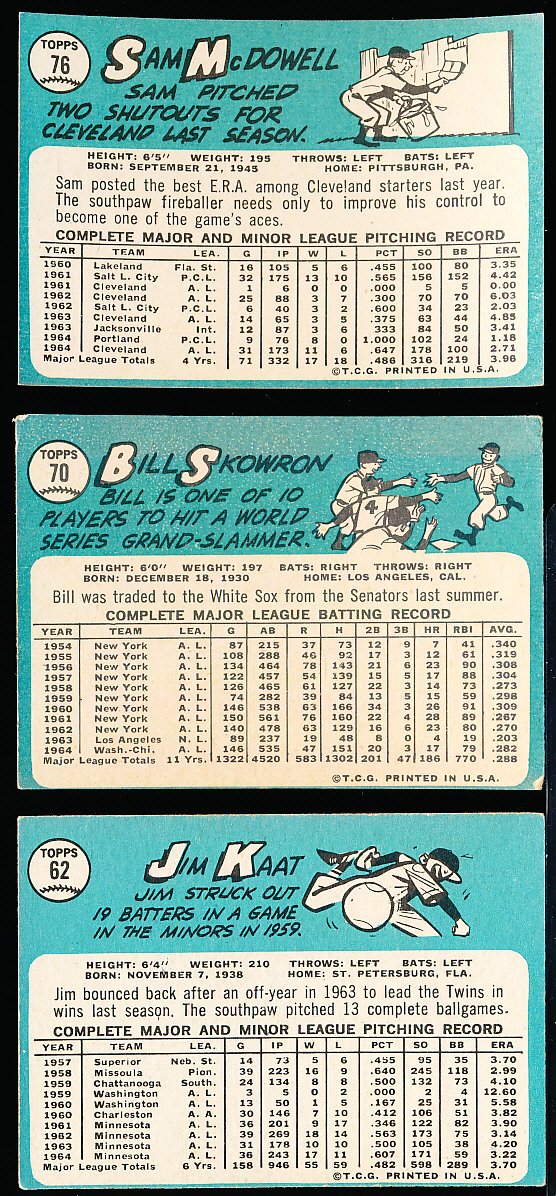 TOPPS
76
SAM McDOWELL
SAM PITCHED
TWO SHUTOUTS FOR
CLEVELAND LAST SEASON.
HEIGHT: 6'5" WEIGHT: 195 THROWS: LEFT BATS: LEFT
BORN: SEPTEMBER 21, 1945 HOME: PITTSBURGH, PA.
Sam posted the best E.R.A. among Cleveland starters last year.
The southpaw fireballer needs only to improve his control to
become one of the game's aces.
COMPLETE MAJOR AND MINOR LEAGUE PITCHING RECORD
YEAR TEAM LEA. G IP W L PCT SO BB ERA
1960 Lakeland Fla. St. 16 105 5 6 .455 100 80 3.35
1961 Salt L. City P.C.L. 32 175 13 10 .565 156 152 4.42
1961 Cleveland A. L. 1 6 0 0 .000 5 5 0.00
1962 Cleveland A. L. 25 88 3 7 .300 70 70 6.03
1962 Salt L. City P.C.L. 6 40 3 2 .600 34 23 2.03
1963 Cleveland A. L. 14 65 3 5 .375 63 44 4.85
1963 Jacksonville Int. 12 87 3 6 .333 84 50 3.41
1964 Portland P.C.L. 9 76 8 0 1.000 102 24 1.18
1964 Cleveland A. L. 31 173 11 6 .647 178 100 2.71
Major League Totals 4 Yrs. 71 332 17 18 .486 316 219 3.96
©T.C.G. PRINTED IN U.S.A.
TOPPS
70
BILL SKOWRON
BILL IS ONE OF 10
PLAYERS TO HIT A WORLD
SERIES GRAND-SLAMMER.
4
HEIGHT: 6'0" WEIGHT: 197 BATS: RIGHT THROWS: RIGHT
BORN: DECEMBER 18, 1930 HOME: LOS ANGELES, CAL.
Bill was traded to the White Sox from the Senators last summer.
COMPLETE MAJOR LEAGUE BATTING RECORD
YEAR TEAM LEA. G AB R H 2B 3B HR RBI AVG.
1954 New York A. L. 87 215 37 73 12 9 7 41 .340
1955 New York A. L. 108 288 46 92 17 3 12 61 .319
1956 New York A. L. 134 464 78 143 21 6 23 90 .308
1957 New York A. L. 122 457 54 139 15 5 17 88 .304
1958 New York A. L. 126 465 61 127 22 3 14 73 .273
1959 New York A. L. 74 282 39 84 13 5 15 59 .298
1960 New York A. L. 146 538 63 166 34 3 26 91 .309
1961 New York A. L. 150 561 76 160 22 4 28 89 .267
1962 New York A. L. 140 478 63 129 16 6 23 80 .270
1963 Los Angeles N. L. 89 237 19 48 8 0 4 19 .203
1964 Wash.-Chi. A. L. 146 535 47 151 20 3 17 79 .282
Major League Totals 11 Yrs. 1322 4520 583 1302 201 47 186 770 .288
©T.C.G. PRINTED IN U.S.A.
TOPPS
62
JIM KAAT
JIM STRUCK OUT
19 BATTERS IN A GAME
IN THE MINORS IN 1959.
HEIGHT: 6'4" WEIGHT: 210 THROWS: LEFT BATS: LEFT
BORN: NOVEMBER 7, 1938 HOME: ST. PETERSBURG, FLA.
Jim bounced back after an off-year in 1963 to lead the Twins in
wins last season. The southpaw pitched 13 complete ballgames.
COMPLETE MAJOR AND MINOR LEAGUE PITCHING RECORD
YEAR TEAM LEA. G IP W L PCT SO BB ERA
1957 Superior Neb. St. 14 73 5 6 .455 95 35 3.70
1958 Missoula Pion. 39 223 16 9 .640 245 118 2.99
1959 Chattanooga South. 24 134 8 8 .500 132 73 4.10
1959 Washington A. L. 3 5 0 2 .000 2 4 12.60
1960 Washington A. L. 13 50 1 5 .167 25 31 5.58
1960 Charleston A. A. 30 146 7 10 .412 106 51 3.82
1961 Minnesota A. L. 36 201 9 17 .346 122 82 3.90
1962 Minnesota A. L. 39 269 18 14 .563 173 75 3.14
1963 Minnesota A. L. 31 178 10 10 .500 105 38 4.20
1964 Minnesota A. L. 36 243 17 11 .607 171 59 3.22
Major League Totals 6 Yrs. 158 946 55 59 .482 598 289 3.70
©T.C.G. PRINTED IN U.S.A.